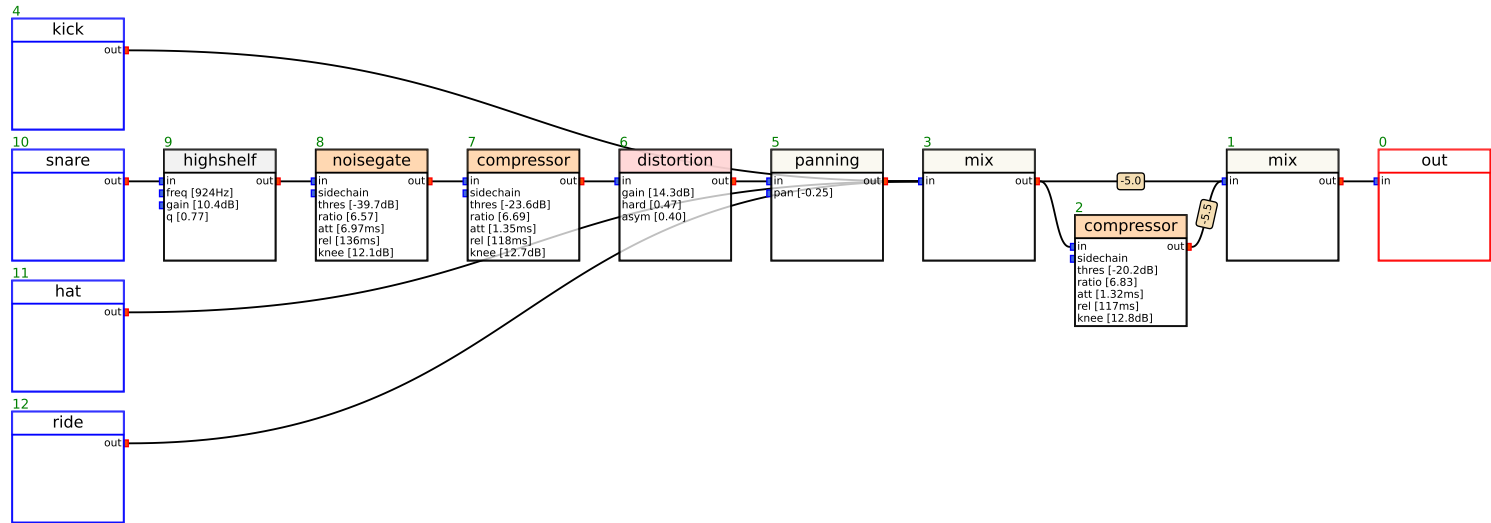 4
kick
out
10
snare
out
9
highshelf
in out
freq [924Hz]
gain [10.4dB]
q [0.77]
8
noisegate
in out
sidechain
thres [-39.7dB]
ratio [6.57]
att [6.97ms]
rel [136ms]
knee [12.1dB]
7
compressor
in out
sidechain
thres [-23.6dB]
ratio [6.69]
att [1.35ms]
rel [118ms]
knee [12.7dB]
6
distortion
in out
gain [14.3dB]
hard [0.47]
asym [0.40]
5
panning
in out
pan [-0.25]
3
mix
in out
-5.0
2
compressor
in out
sidechain
thres [-20.2dB]
ratio [6.83]
att [1.32ms]
rel [117ms]
knee [12.8dB]
-5.5
1
mix
in out
0
out
in
11
hat
out
12
ride
out